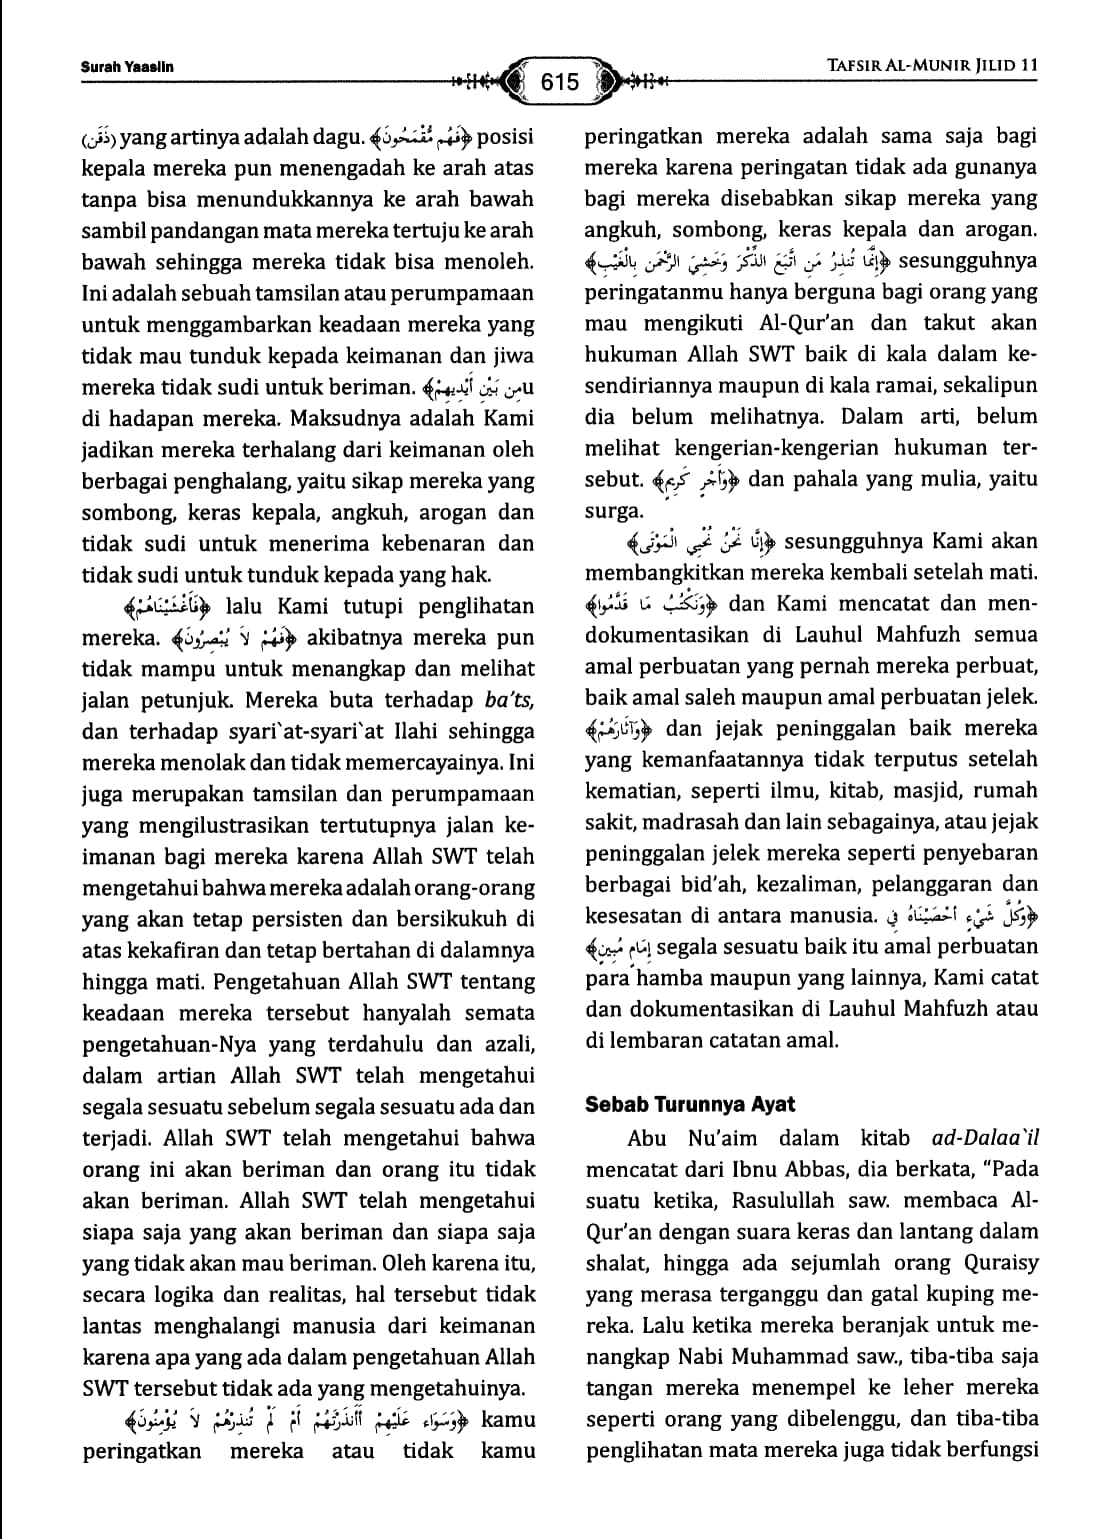 Surah Yaasiin
615
TAFSIR AL-MUNIR JILID 11
(ذَقَن) yang artinya adalah dagu. ﴿فَهُم مُّقْمَحُونَ﴾ posisi
kepala mereka pun menengadah ke arah atas
tanpa bisa menundukkannya ke arah bawah
sambil pandangan mata mereka tertuju ke arah
bawah sehingga mereka tidak bisa menoleh.
Ini adalah sebuah tamsilan atau perumpamaan
untuk menggambarkan keadaan mereka yang
tidak mau tunduk kepada keimanan dan jiwa
mereka tidak sudi untuk beriman. مِن بَيْنِ أَيْدِيهِمْ﴾u
di hadapan mereka. Maksudnya adalah Kami
jadikan mereka terhalang dari keimanan oleh
berbagai penghalang, yaitu sikap mereka yang
sombong, keras kepala, angkuh, arogan dan
tidak sudi untuk menerima kebenaran dan
tidak sudi untuk tunduk kepada yang hak.
﴿فَأَغْشَيْنَاهُمْ﴾ lalu Kami tutupi penglihatan
mereka. ﴿فَهُمْ لاَ يُبْصِرُونَ﴾ akibatnya mereka pun
tidak mampu untuk menangkap dan melihat
jalan petunjuk. Mereka buta terhadap ba’ts,
dan terhadap syari`at-syari`at Ilahi sehingga
mereka menolak dan tidak memercayainya. Ini
juga merupakan tamsilan dan perumpamaan
yang mengilustrasikan tertutupnya jalan ke-
imanan bagi mereka karena Allah SWT telah
mengetahui bahwa mereka adalah orang-orang
yang akan tetap persisten dan bersikukuh di
atas kekafiran dan tetap bertahan di dalamnya
hingga mati. Pengetahuan Allah SWT tentang
keadaan mereka tersebut hanyalah semata
pengetahuan-Nya yang terdahulu dan azali,
dalam artian Allah SWT telah mengetahui
segala sesuatu sebelum segala sesuatu ada dan
terjadi. Allah SWT telah mengetahui bahwa
orang ini akan beriman dan orang itu tidak
akan beriman. Allah SWT telah mengetahui
siapa saja yang akan beriman dan siapa saja
yang tidak akan mau beriman. Oleh karena itu,
secara logika dan realitas, hal tersebut tidak
lantas menghalangi manusia dari keimanan
karena apa yang ada dalam pengetahuan Allah
SWT tersebut tidak ada yang mengetahuinya.
﴿وَسَوَاء عَلَيْهِمْ أَأَنذَرْتَهُمْ أَمْ لَمْ تُنذِرْهُمْ لاَ يُؤْمِنُونَ﴾ kamu
peringatkan mereka atau tidak kamu
peringatkan mereka adalah sama saja bagi
mereka karena peringatan tidak ada gunanya
bagi mereka disebabkan sikap mereka yang
angkuh, sombong, keras kepala dan arogan.
﴿إِنَّمَا تُنذِرُ مَنِ اتَّبَعَ الذِّكْرَ وَخَشِيَ الرَّحْمَن بِالْغَيْبِ﴾ sesungguhnya
peringatanmu hanya berguna bagi orang yang
mau mengikuti Al-Qur’an dan takut akan
hukuman Allah SWT baik di kala dalam ke-
sendiriannya maupun di kala ramai, sekalipun
dia belum melihatnya. Dalam arti, belum
melihat kengerian-kengerian hukuman ter-
sebut. ﴿وَأَجْرٍ كَرِيمٍ﴾ dan pahala yang mulia, yaitu
surga.
﴿إِنَّا نَحْنُ نُحْيِي الْمَوْتَى﴾ sesungguhnya Kami akan
membangkitkan mereka kembali setelah mati.
﴿وَنَكْتُبُ مَا قَدَّمُوا﴾ dan Kami mencatat dan men-
dokumentasikan di Lauhul Mahfuzh semua
amal perbuatan yang pernah mereka perbuat,
baik amal saleh maupun amal perbuatan jelek.
﴿وَآثَارَهُمْ﴾ dan jejak peninggalan baik mereka
yang kemanfaatannya tidak terputus setelah
kematian, seperti ilmu, kitab, masjid, rumah
sakit, madrasah dan lain sebagainya, atau jejak
peninggalan jelek mereka seperti penyebaran
berbagai bid’ah, kezaliman, pelanggaran dan
kesesatan di antara manusia. ﴿وَكُلَّ شَيْءٍ أحْصَيْنَاهُ فِي
إِمَامٍ مُبِينٍ﴾ segala sesuatu baik itu amal perbuatan
para hamba maupun yang lainnya, Kami catat
dan dokumentasikan di Lauhul Mahfuzh atau
di lembaran catatan amal.
Sebab Turunnya Ayat
Abu Nu’aim dalam kitab ad-Dalaa`il
mencatat dari Ibnu Abbas, dia berkata, “Pada
suatu ketika, Rasulullah saw. membaca Al-
Qur’an dengan suara keras dan lantang dalam
shalat, hingga ada sejumlah orang Quraisy
yang merasa terganggu dan gatal kuping me-
reka. Lalu ketika mereka beranjak untuk me-
nangkap Nabi Muhammad saw., tiba-tiba saja
tangan mereka menempel ke leher mereka
seperti orang yang dibelenggu, dan tiba-tiba
penglihatan mata mereka juga tidak berfungsi